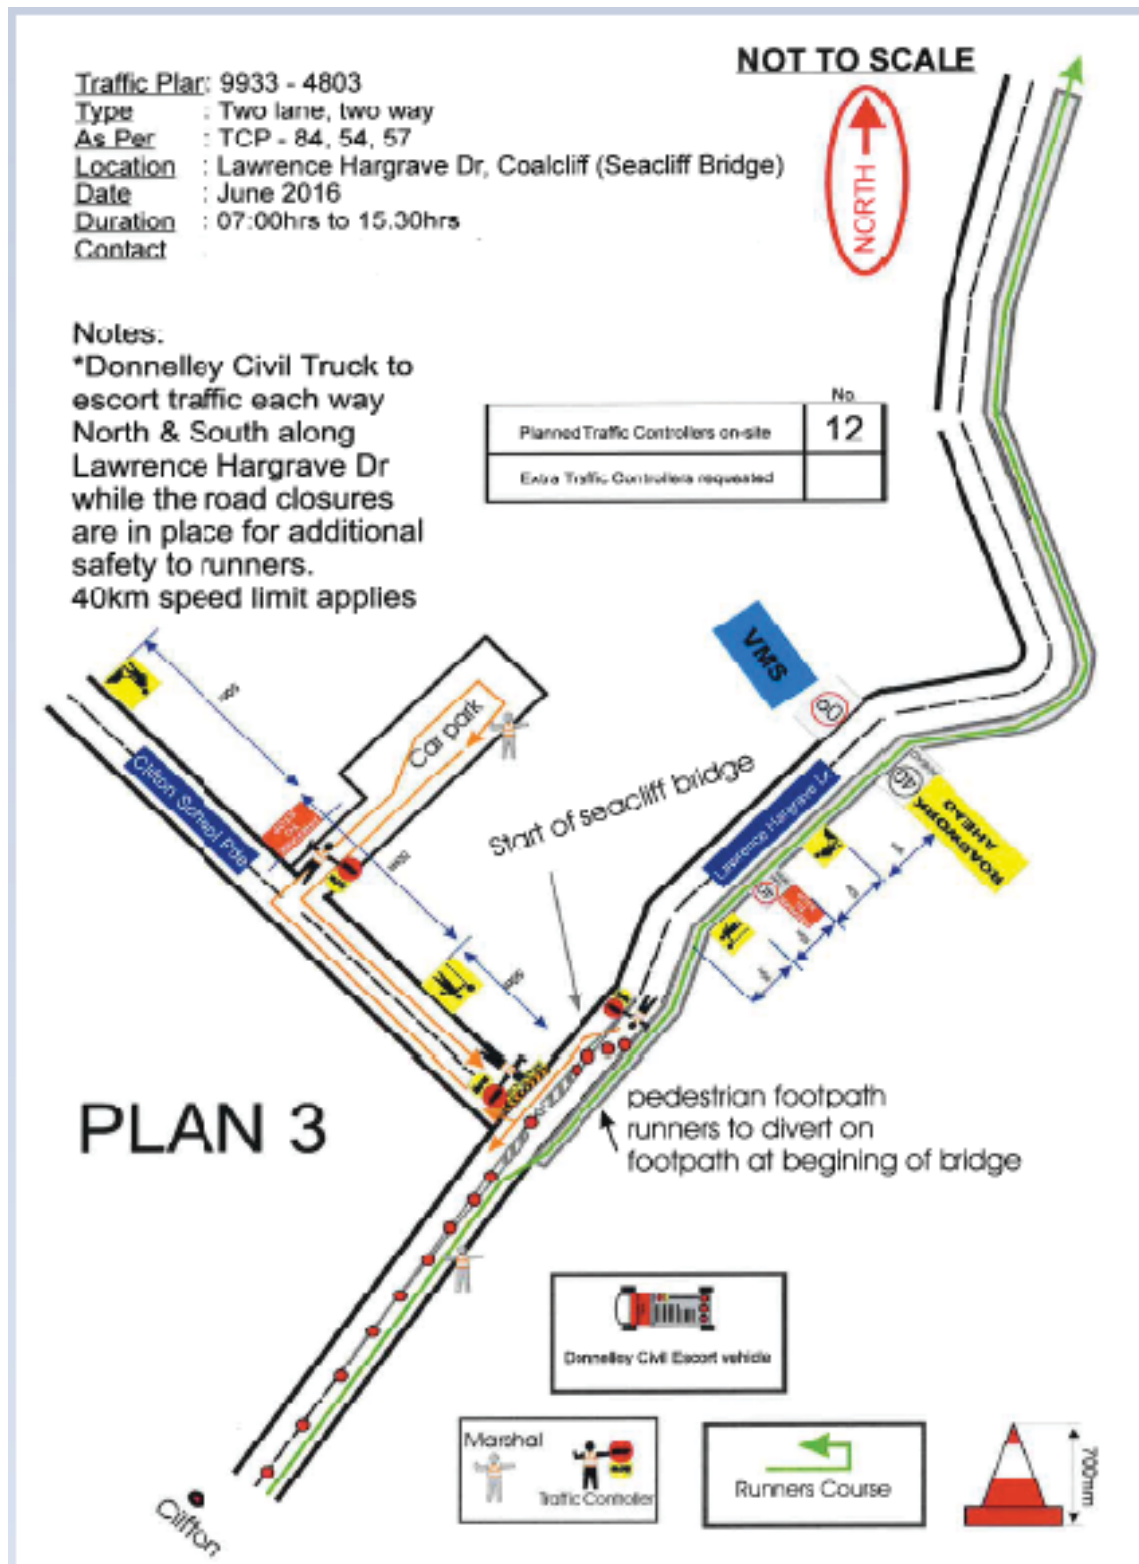 NOT TO SCALE
Traffic Plan: 9933 - 4803
Type : Two lane, two way
As Per : TCP - 84, 54, 57
Location : Lawrence Hargrave Dr, Coalcliff (Seacliff Bridge)
Date : June 2016
Duration : 07:00hrs to 15.30hrs
Contact
NORTH
Notes:
*Donnelley Civil Truck to
escort traffic each way
North & South along
Lawrence Hargrave Dr
while the road closures
are in place for additional
safety to runners.
40km speed limit applies
No.
Planned Traffic Controllers on-site 12
Extra Traffic Controllers requested
VMS
60
Car park
Clifton School Pde
Start of seacliff bridge
Lawrence Hargrave Dr
40
AHEAD
ROADWORK
AHEAD
40
PLAN 3
pedestrian footpath
runners to divert on
footpath at begining of bridge
Donnelley Civil Escort vehicle
Marshal
Traffic Controller
Runners Course
700mm
Clifton